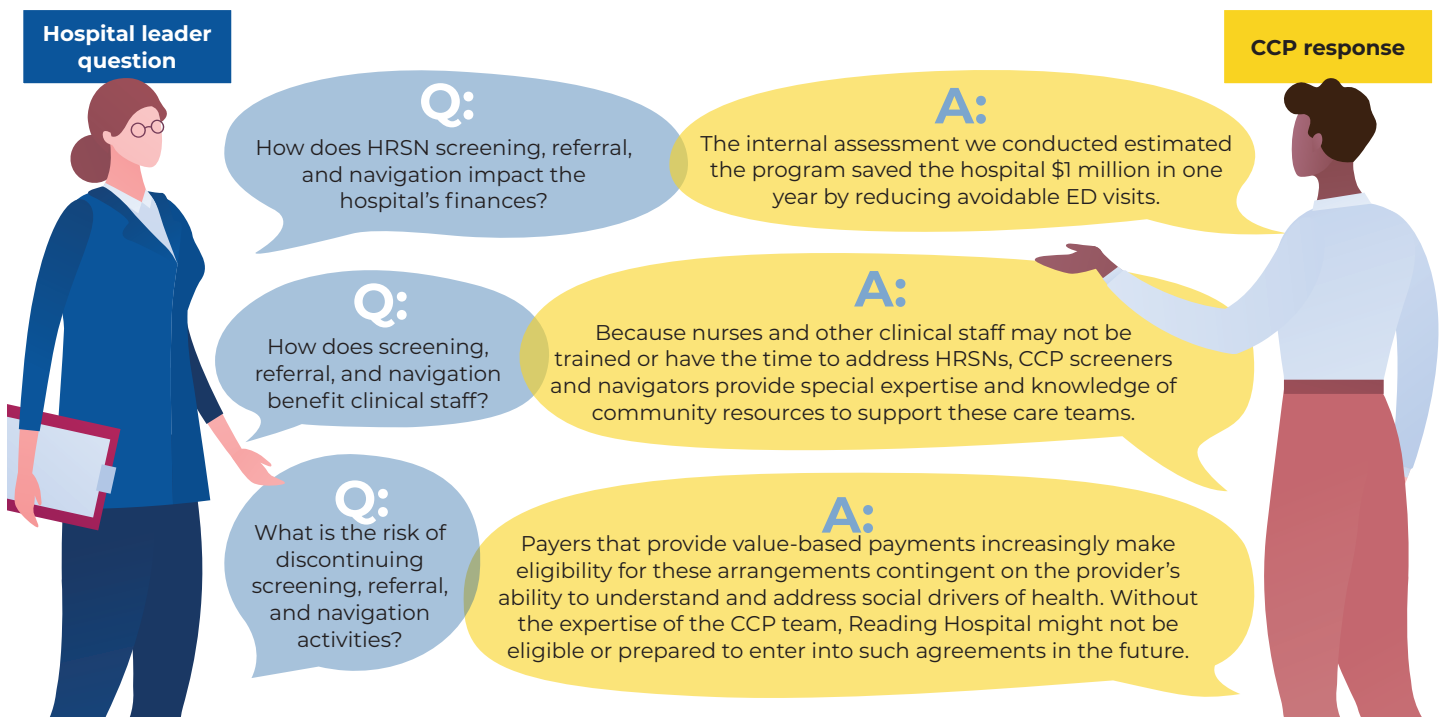 Hospital leader
question
CCP response
Q:
How does HRSN screening, referral,
and navigation impact the
hospital’s finances?
A:
The internal assessment we conducted estimated
the program saved the hospital $1 million in one
year by reducing avoidable ED visits.
Q:
How does screening,
referral, and navigation
benefit clinical staff?
A:
Because nurses and other clinical staff may not be
trained or have the time to address HRSNs, CCP screeners
and navigators provide special expertise and knowledge of
community resources to support these care teams.
Q:
What is the risk of
discontinuing
screening, referral,
and navigation
activities?
A:
Payers that provide value-based payments increasingly make
eligibility for these arrangements contingent on the provider’s
ability to understand and address social drivers of health. Without
the expertise of the CCP team, Reading Hospital might not be
eligible or prepared to enter into such agreements in the future.